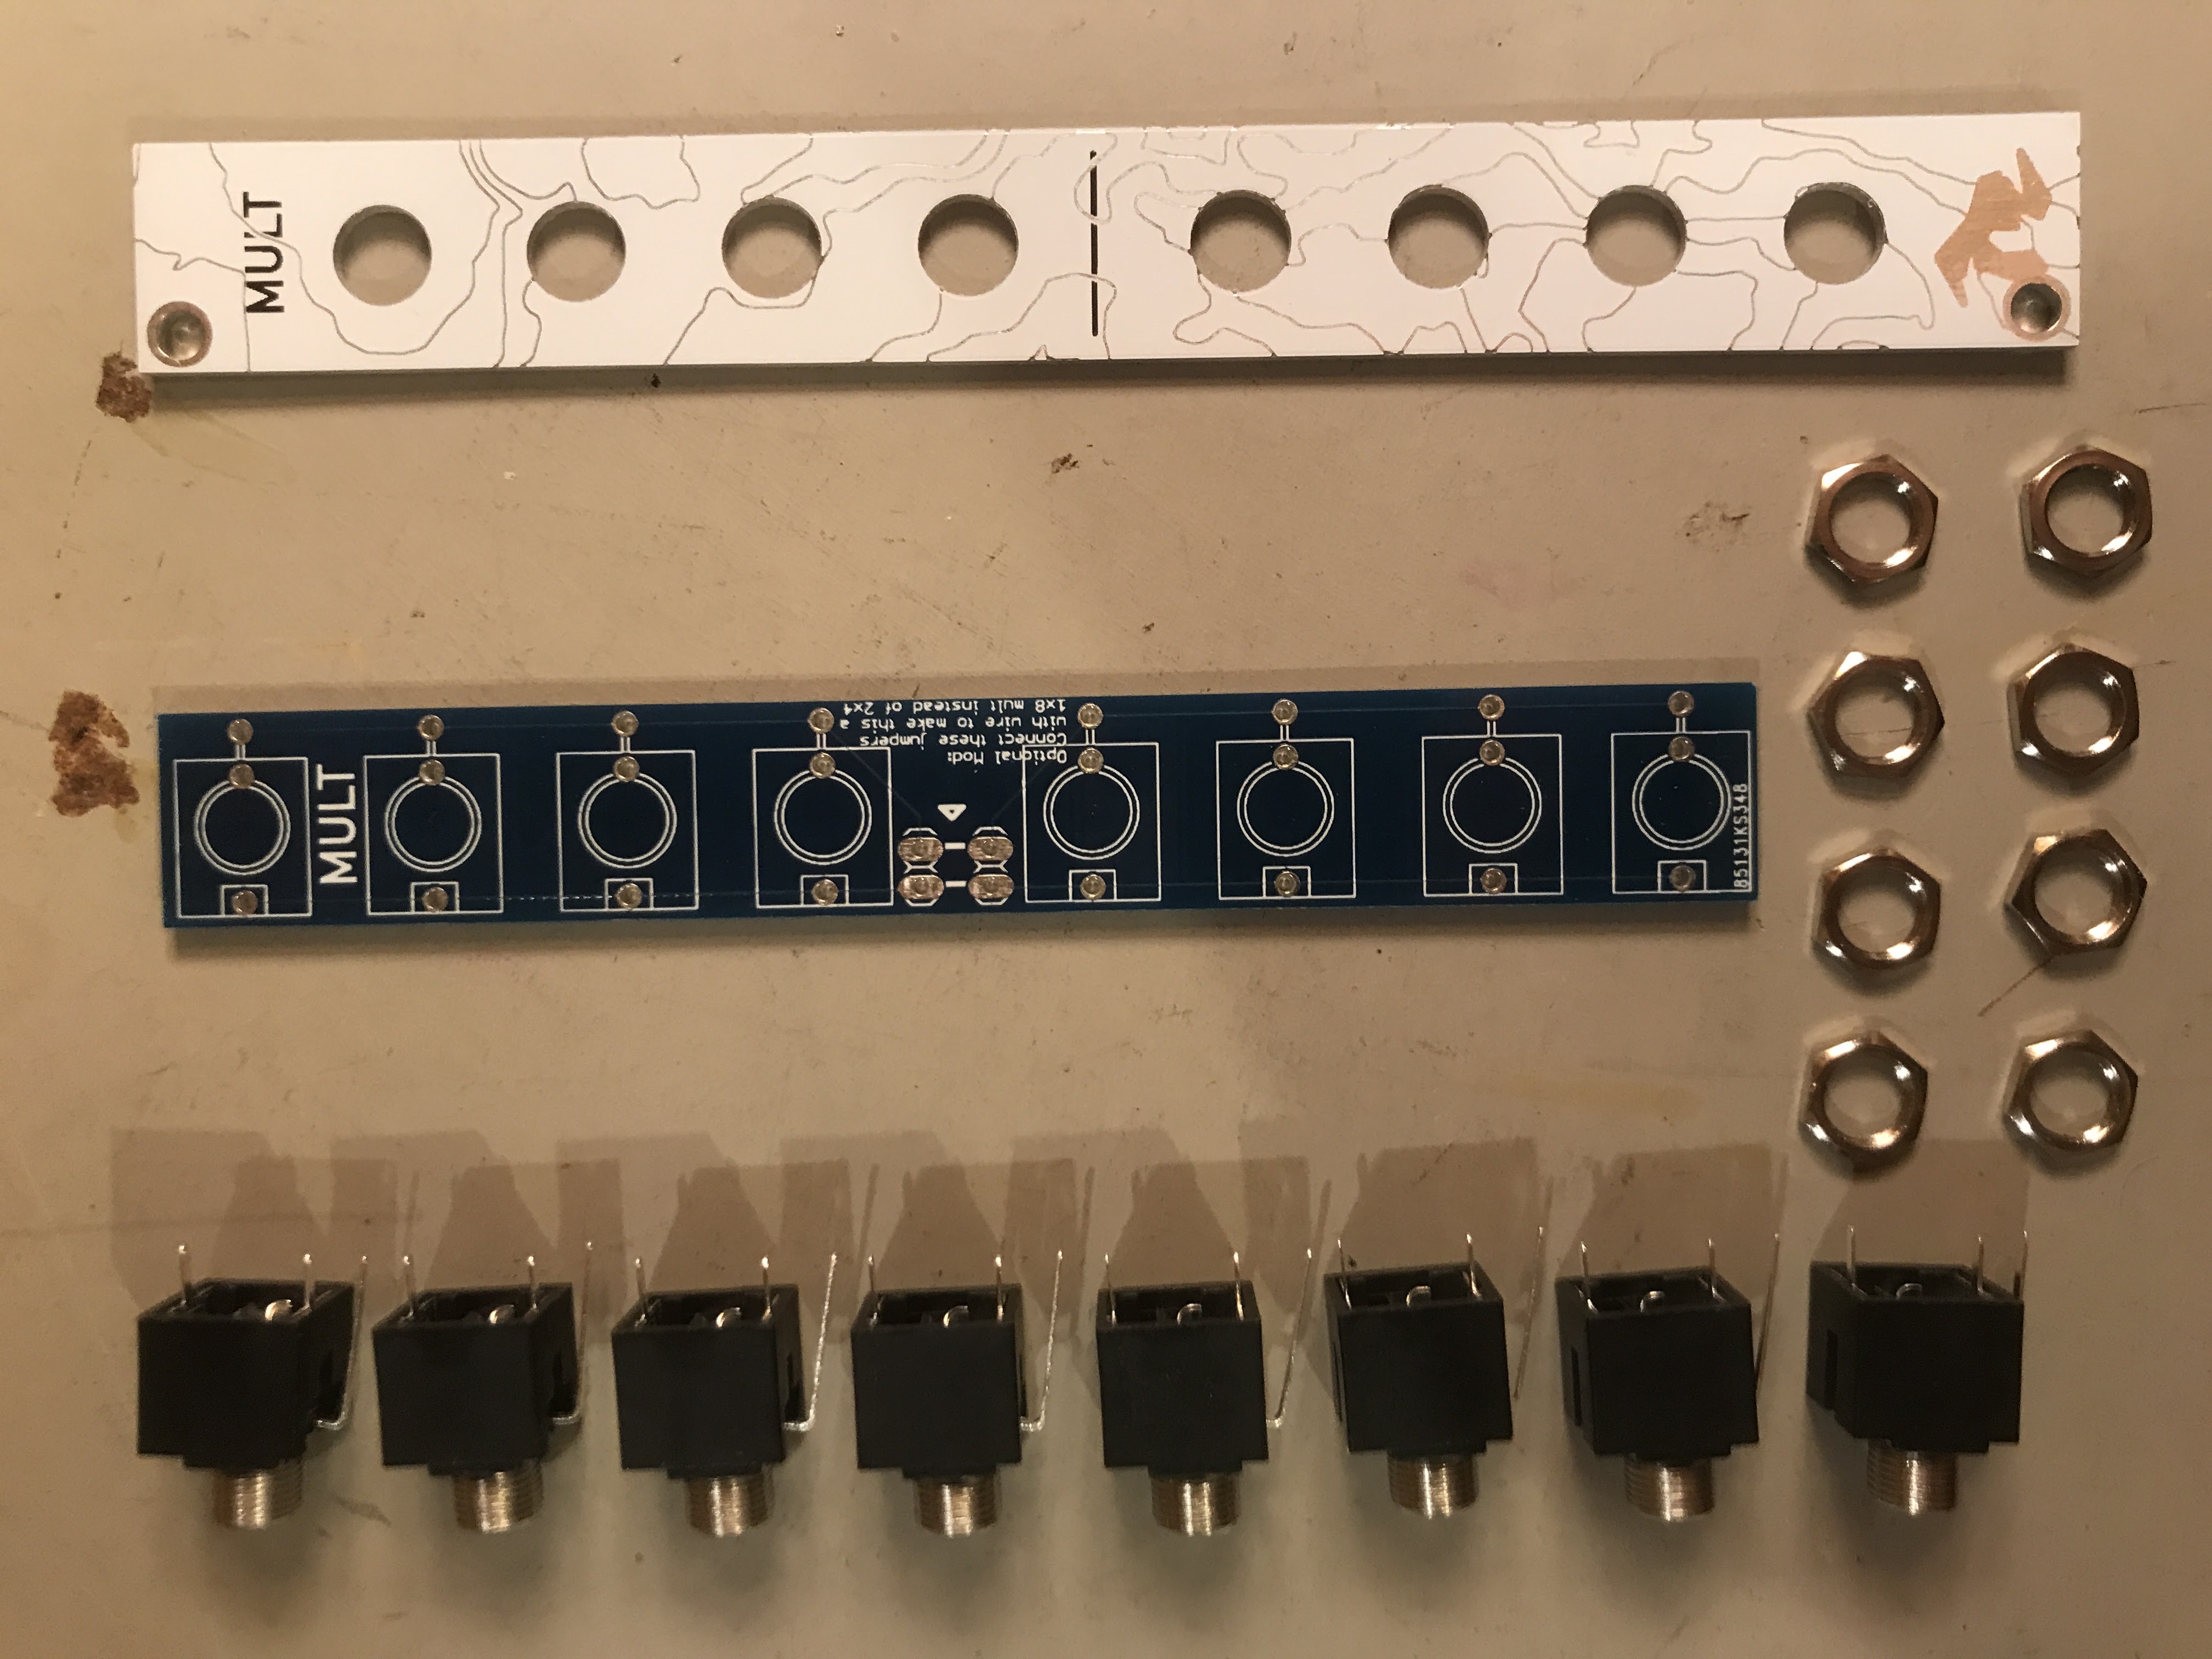 MULT
Optional Mod:
Connect these jumpers
with wire to make this a
1x8 mult instead of 2x4
85131KS348
MULT